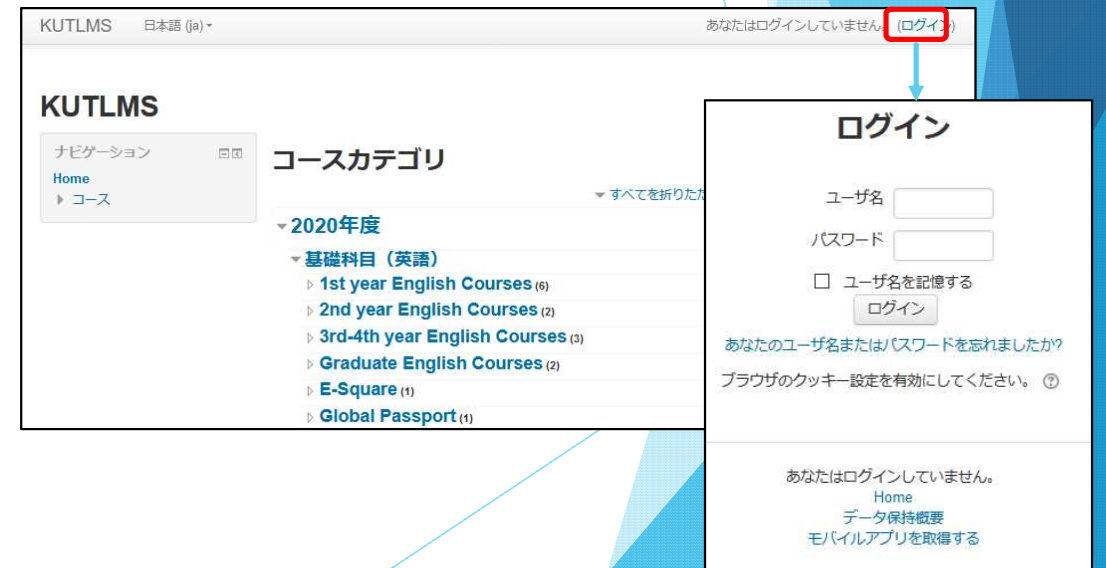 KUTLMS 日本語 (ja) あなたはログインしていません。(ログイン)
KUTLMS
ナビゲーション
Home
コース
コースカテゴリ
すべてを折りたた
2020年度
基礎科目（英語）
1st year English Courses (6)
2nd year English Courses (2)
3rd-4th year English Courses (3)
Graduate English Courses (2)
E-Square (1)
Global Passport (1)
ログイン
ユーザ名
パスワード
ユーザ名を記憶する
ログイン
あなたのユーザ名またはパスワードを忘れましたか?
ブラウザのクッキー設定を有効にしてください。
あなたはログインしていません。
Home
データ保持概要
モバイルアプリを取得する